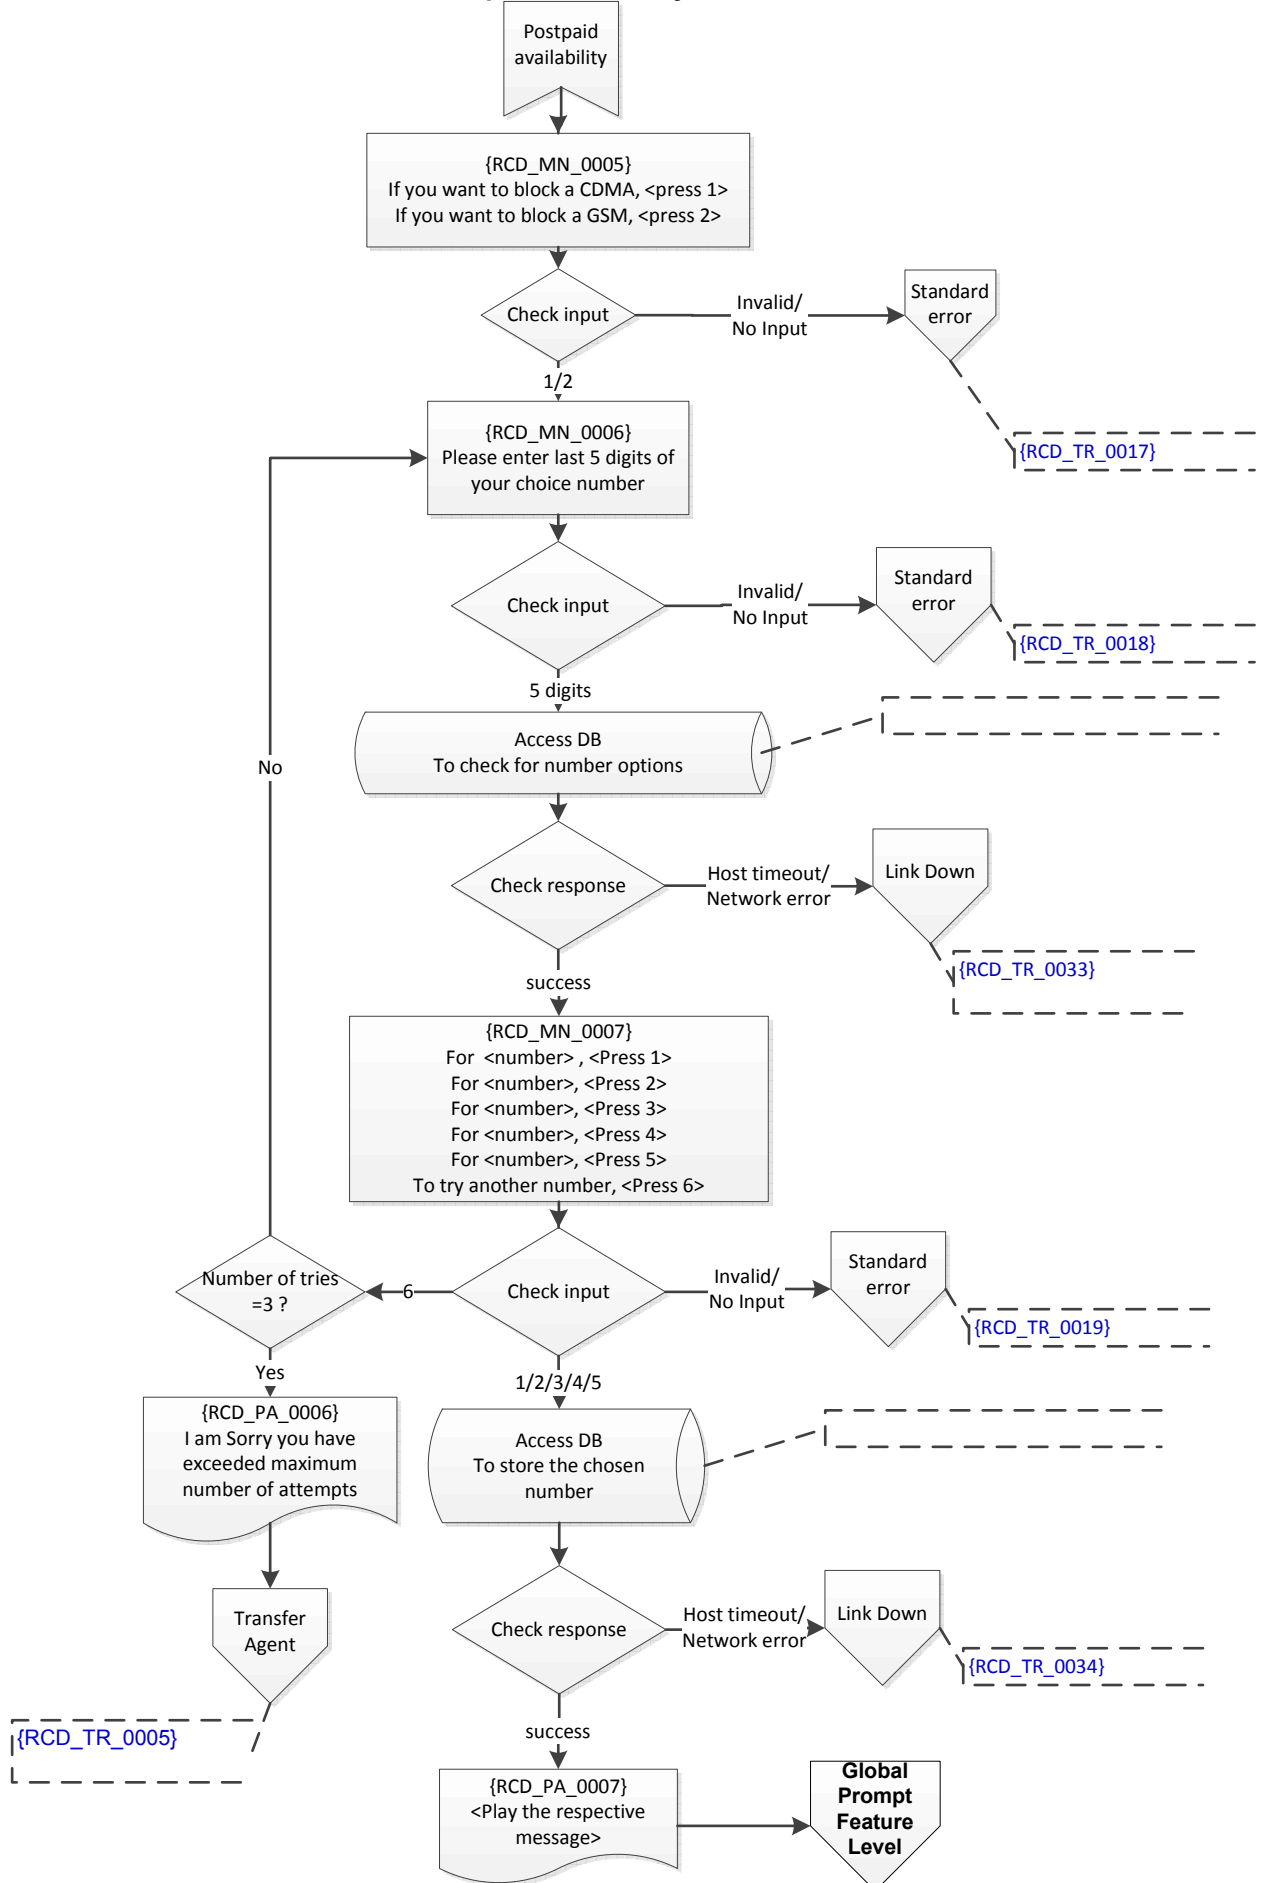 Postpaid
availability
{RCD_MN_0005}
If you want to block a CDMA, <press 1>
If you want to block a GSM, <press 2>
Check input
Invalid/
No Input
Standard
error
{RCD_TR_0017}
1/2
{RCD_MN_0006}
Please enter last 5 digits of
your choice number
Check input
Invalid/
No Input
Standard
error
{RCD_TR_0018}
5 digits
Access DB
To check for number options
No
Check response
Host timeout/
Network error
Link Down
{RCD_TR_0033}
success
{RCD_MN_0007}
For <number> , <Press 1>
For <number>, <Press 2>
For <number>, <Press 3>
For <number>, <Press 4>
For <number>, <Press 5>
To try another number, <Press 6>
Number of tries
=3 ?
6
Check input
Invalid/
No Input
Standard
error
{RCD_TR_0019}
Yes
1/2/3/4/5
{RCD_PA_0006}
I am Sorry you have
exceeded maximum
number of attempts
Access DB
To store the chosen
number
Transfer
Agent
{RCD_TR_0005}
Check response
Host timeout/
Network error
Link Down
{RCD_TR_0034}
success
{RCD_PA_0007}
<Play the respective
message>
Global
Prompt
Feature
Level